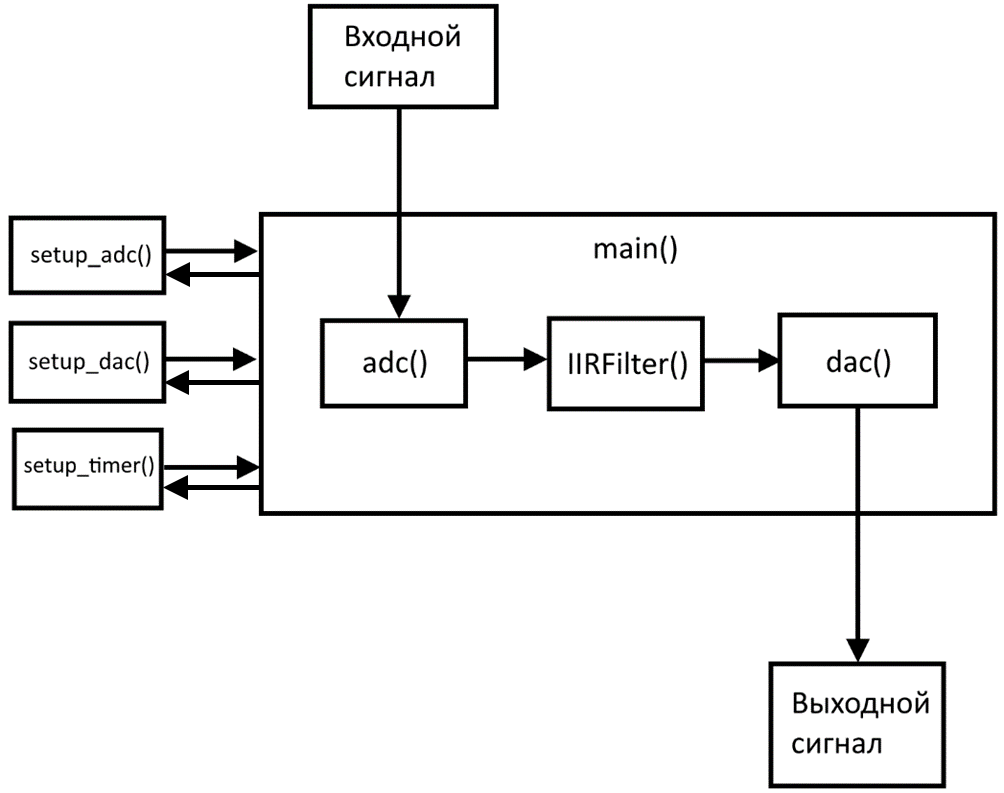 Входной
сигнал
main()
setup_adc()
setup_dac()
setup_timer()
adc()
IIRFilter()
dac()
Выходной
сигнал